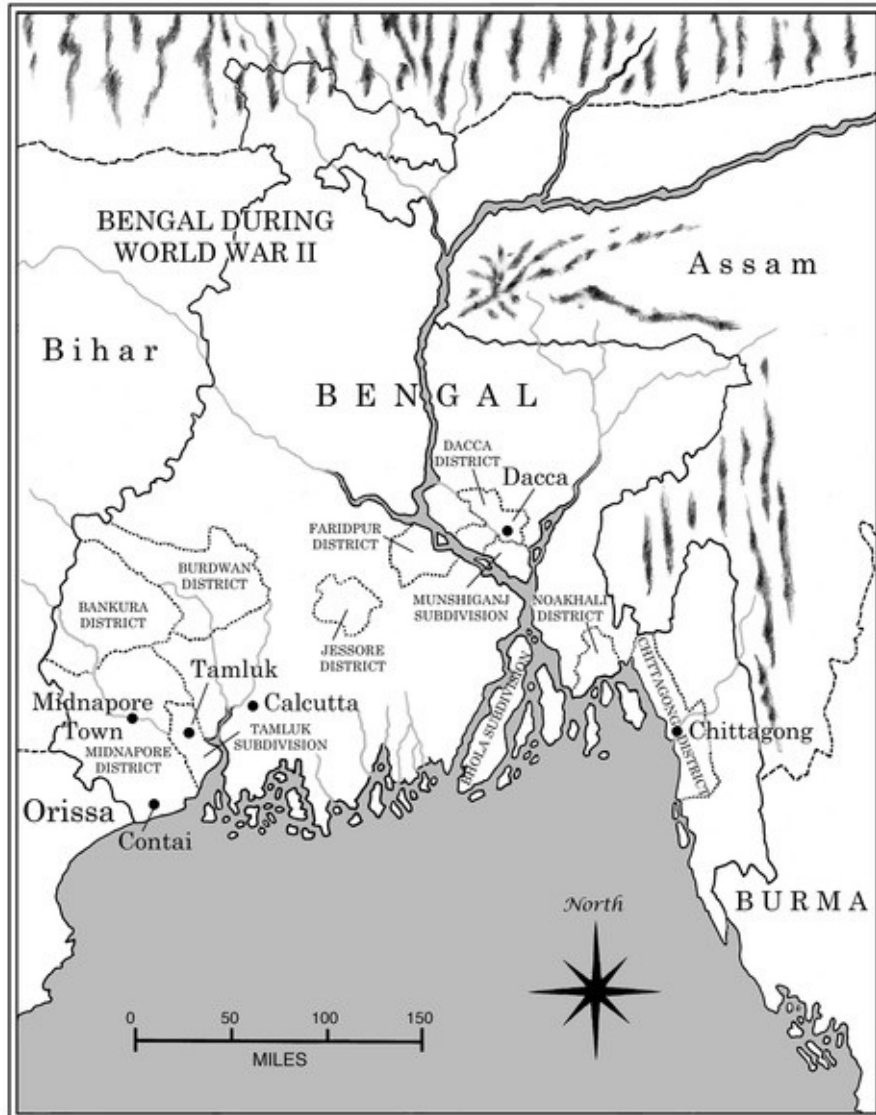 BENGAL DURING
WORLD WAR II
Assam
Bihar
BENGAL
DACCA
DISTRICT
Dacca
FARIDPUR
DISTRICT
BURDWAN
DISTRICT
BANKURA
DISTRICT
MUNSHIGANJ
SUBDIVISION
NOAKHALI
DISTRICT
JESSORE
DISTRICT
CHITTAGONG DISTRICT
BHOLA SUBDIVISION
Tamluk
Midnapore
Town
Calcutta
Chittagong
TAMLUK
SUBDIVISION
MIDNAPORE
DISTRICT
Orissa
Contai
BURMA
North
0 50 100 150
MILES